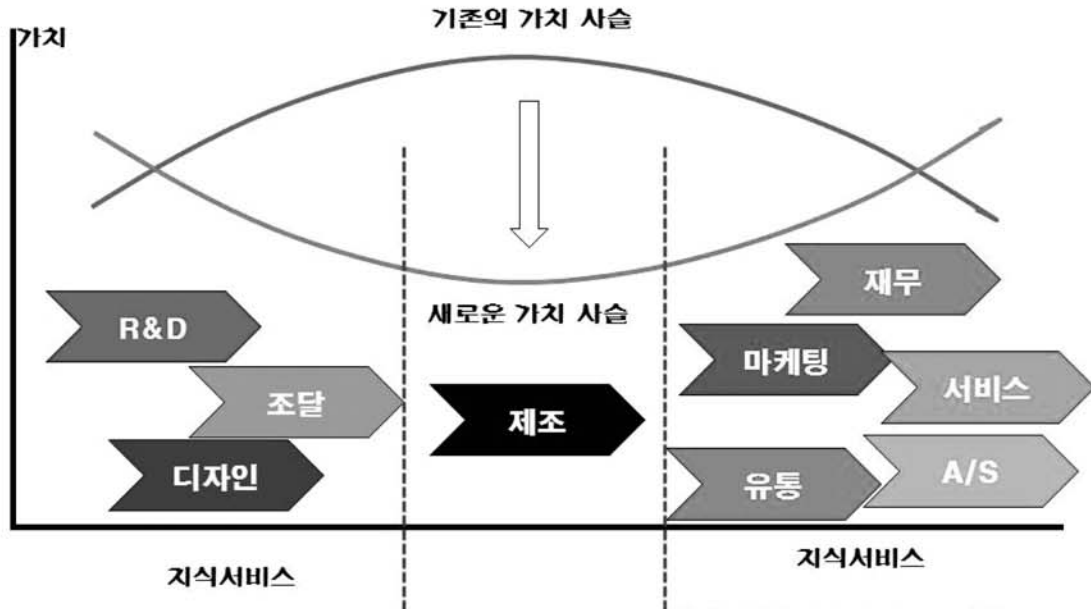 기존의 가치 사슬
가치
새로운 가치 사슬
R&D
조달
디자인
제조
재무
마케팅
서비스
유통
A/S
지식서비스
지식서비스